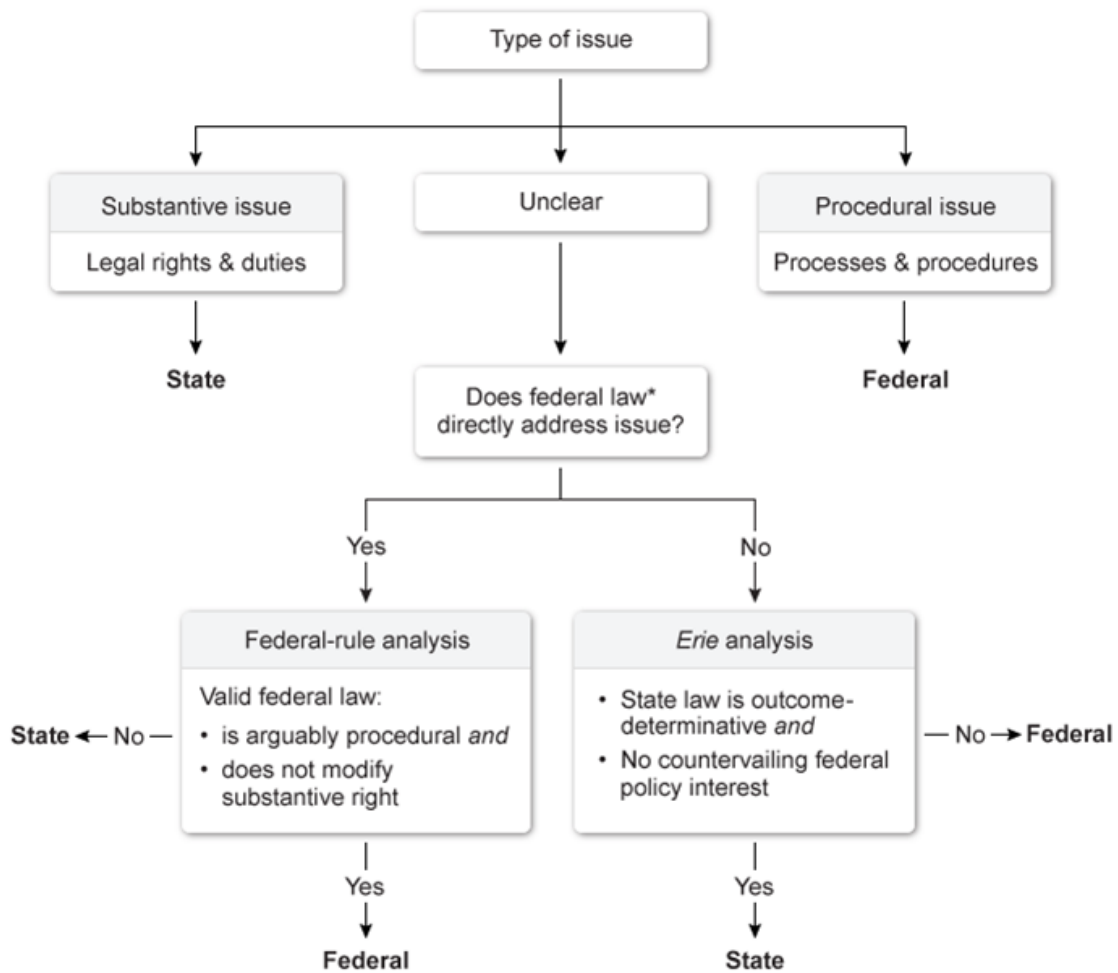 Type of issue
Substantive issue
Legal rights & duties
State
Unclear
Procedural issue
Processes & procedures
Federal
Does federal law*
directly address issue?
Yes
No
Federal-rule analysis
Valid federal law:
• is arguably procedural and
• does not modify
substantive right
No
State
Yes
Federal
Erie analysis
• State law is outcome-
determinative and
• No countervailing federal
policy interest
No
Federal
Yes
State